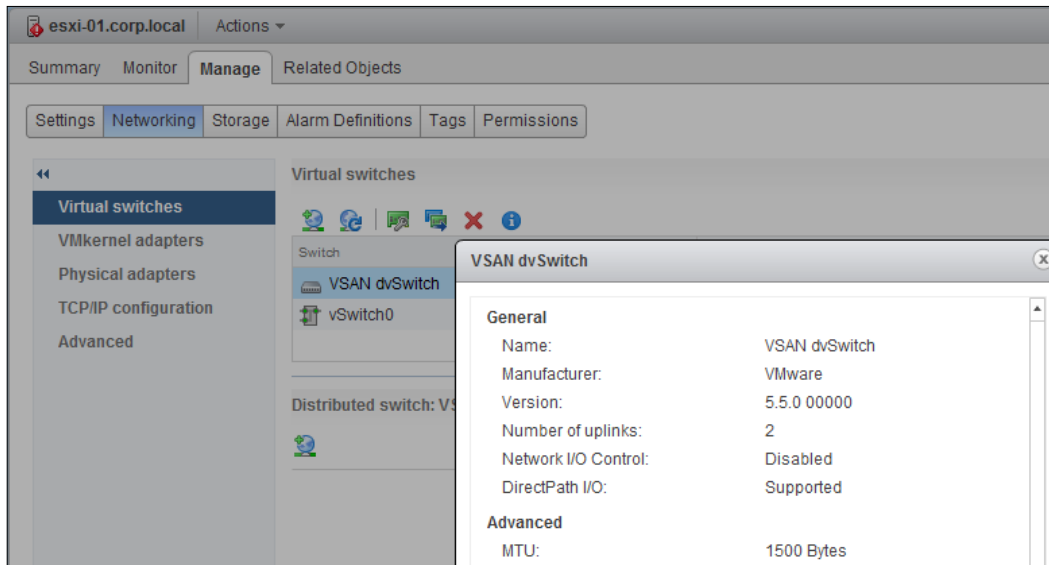 esxi-01.corp.local Actions
Summary Monitor Manage Related Objects
Settings Networking Storage Alarm Definitions Tags Permissions
Virtual switches
Virtual switches
VMkernel adapters
Physical adapters
TCP/IP configuration
Advanced
Switch
VSAN dvSwitch
vSwitch0
Distributed switch: VS
VSAN dvSwitch
General
Name: VSAN dvSwitch
Manufacturer: VMware
Version: 5.5.0 00000
Number of uplinks: 2
Network I/O Control: Disabled
DirectPath I/O: Supported
Advanced
MTU: 1500 Bytes